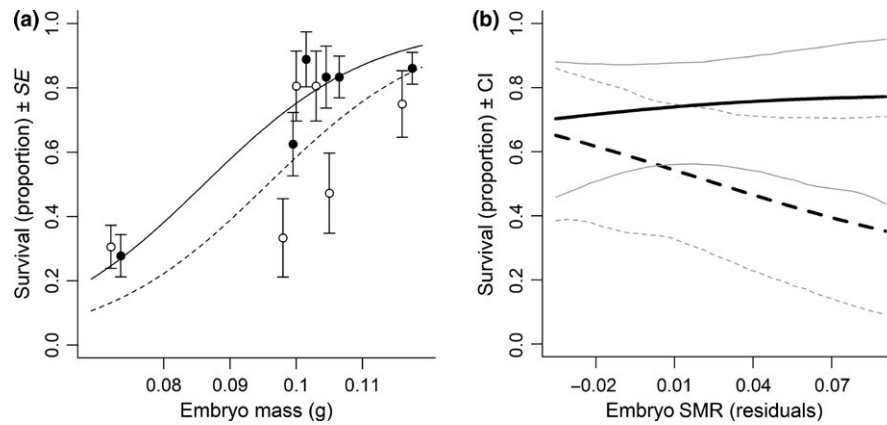 (a)
Survival (proportion) ± SE
1.0
0.8
0.6
0.4
0.2
0.0
0.08 0.09 0.1 0.11
Embryo mass (g)
(b)
Survival (proportion) ± CI
1.0
0.8
0.6
0.4
0.2
0.0
−0.02 0.01 0.04 0.07
Embryo SMR (residuals)